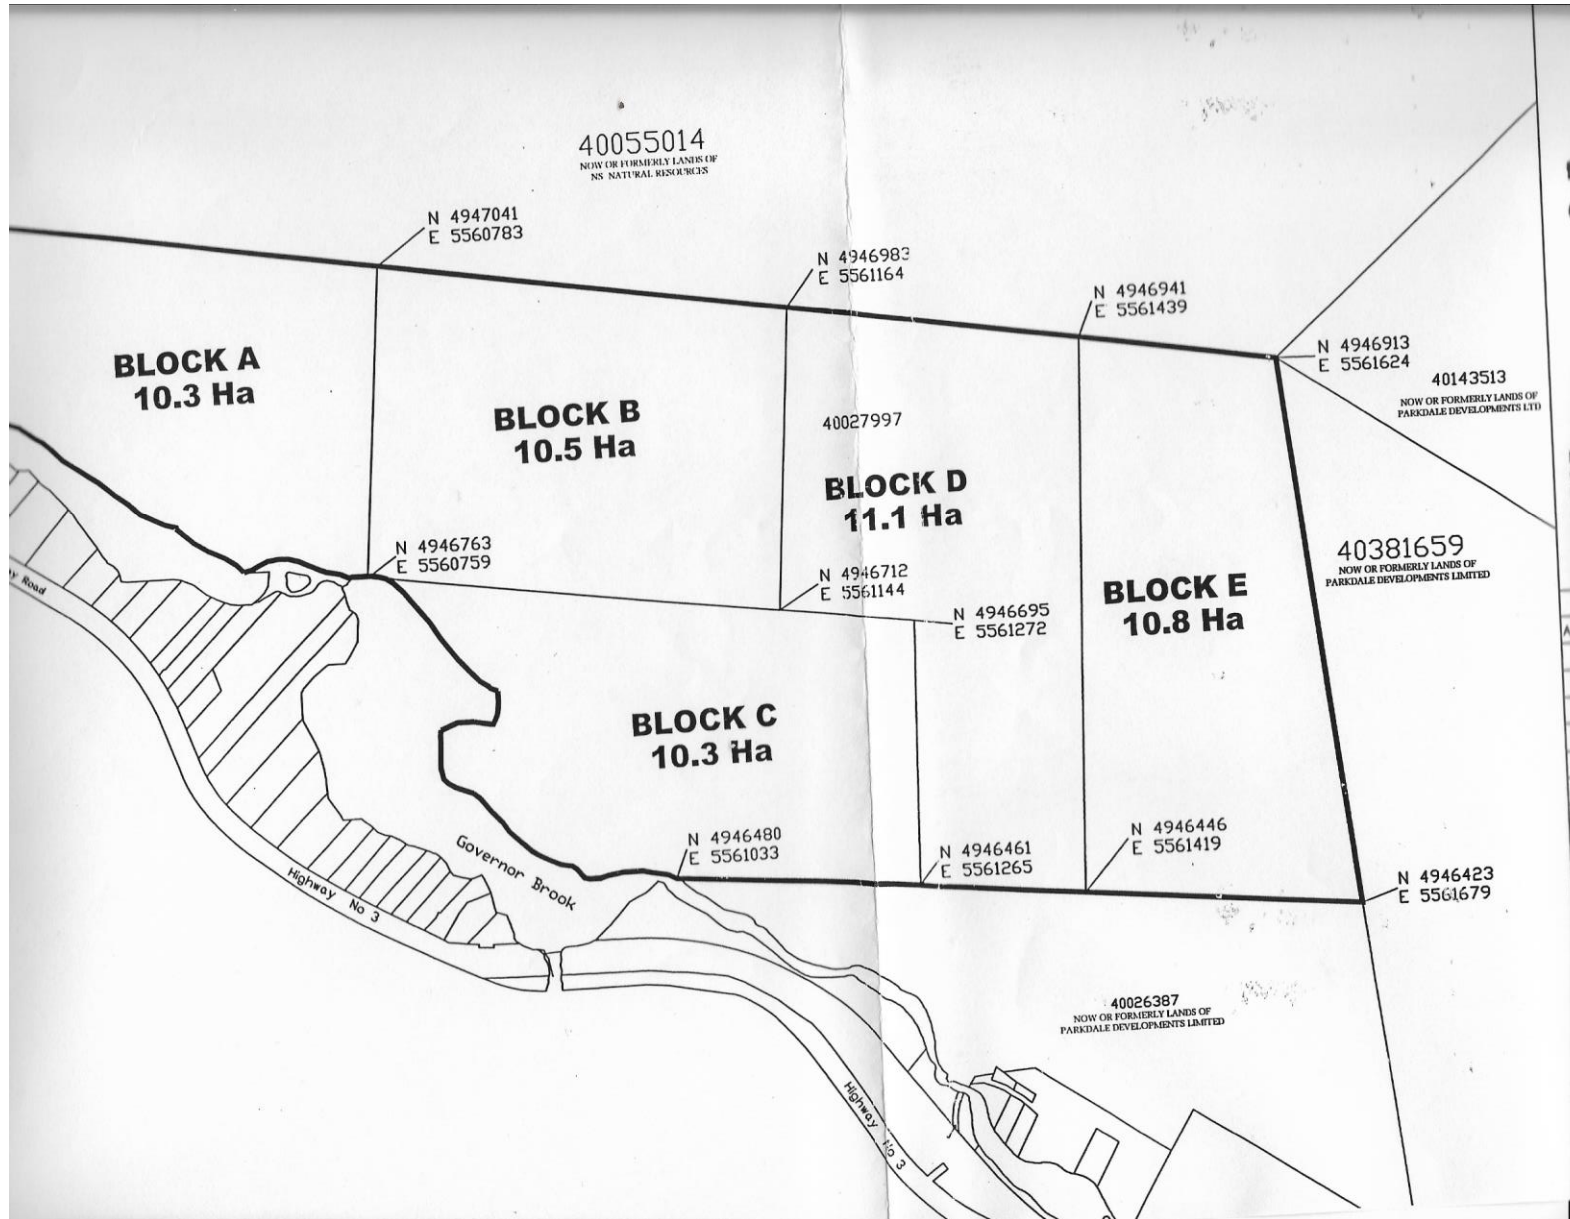 40055014
NOW OR FORMERLY LANDS OF
NS NATURAL RESOURCES
N 4947041
E 5560783
N 4946983
E 5561164
N 4946941
E 5561439
N 4946913
E 5561624
40143513
NOW OR FORMERLY LANDS OF
PARKDALE DEVELOPMENTS LTD
BLOCK A
10.3 Ha
BLOCK B
10.5 Ha
40027997
BLOCK D
11.1 Ha
40381659
NOW OR FORMERLY LANDS OF
PARKDALE DEVELOPMENTS LIMITED
N 4946763
E 5560759
N 4946712
E 5561144
BLOCK E
10.8 Ha
N 4946695
E 5561272
Road
BLOCK C
10.3 Ha
N 4946480
E 5561033
N 4946461
E 5561265
N 4946446
E 5561419
N 4946423
E 5561679
Governor Brook
Highway No 3
40026387
NOW OR FORMERLY LANDS OF
PARKDALE DEVELOPMENTS LIMITED
Highway No 3